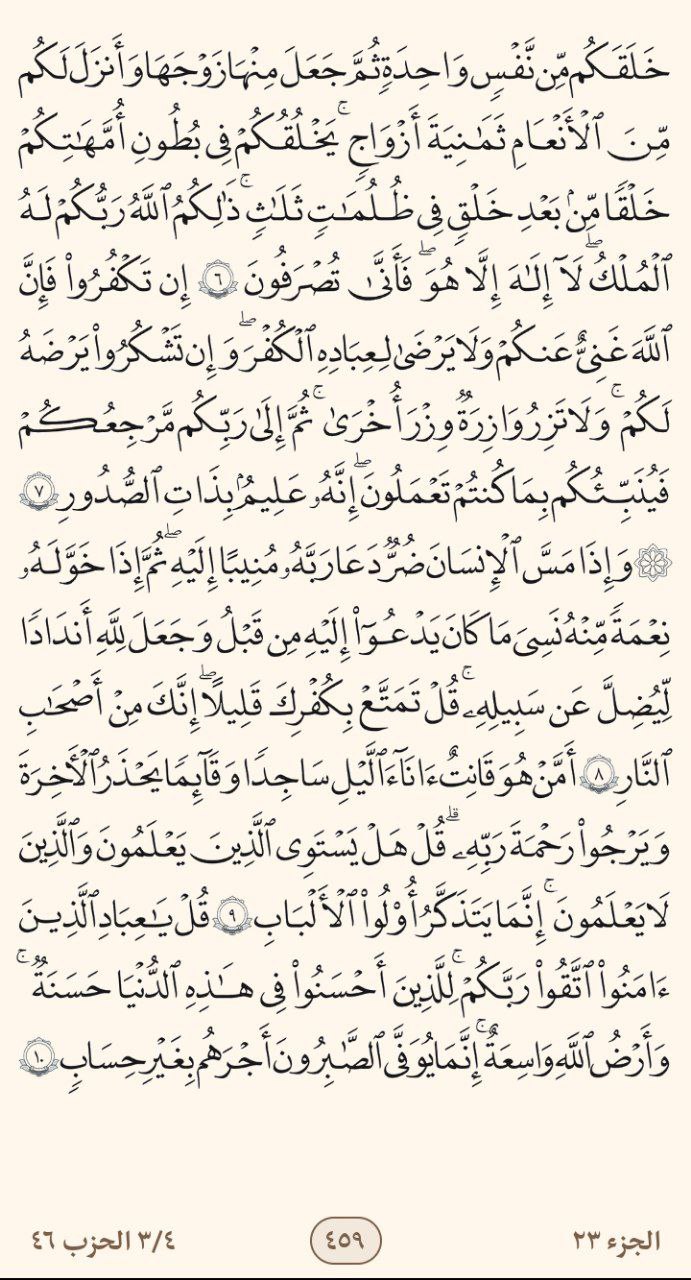 خَلَقَكُم مِّن نَّفْسٍ وَٰحِدَةٍ ثُمَّ جَعَلَ مِنْهَا زَوْجَهَا وَأَنزَلَ لَكُم
مِّنَ ٱلْأَنْعَٰمِ ثَمَٰنِيَةَ أَزْوَٰجٍ ۚ يَخْلُقُكُمْ فِى بُطُونِ أُمَّهَٰتِكُمْ
خَلْقًا مِّنۢ بَعْدِ خَلْقٍ فِى ظُلُمَٰتٍ ثَلَٰثٍ ۚ ذَٰلِكُمُ ٱللَّهُ رَبُّكُمْ لَهُ
ٱلْمُلْكُ ۖ لَآ إِلَٰهَ إِلَّا هُوَ ۖ فَأَنَّىٰ تُصْرَفُونَ ٦ إِن تَكْفُرُوا۟ فَإِنَّ
ٱللَّهَ غَنِىٌّ عَنكُمْ وَلَا يَرْضَىٰ لِعِبَادِهِ ٱلْكُفْرَ ۖ وَإِن تَشْكُرُوا۟ يَرْضَهُ
لَكُمْ ۗ وَلَا تَزِرُ وَازِرَةٌ وِزْرَ أُخْرَىٰ ۗ ثُمَّ إِلَىٰ رَبِّكُم مَّرْجِعُكُمْ
فَيُنَبِّئُكُم بِمَا كُنتُمْ تَعْمَلُونَ ۚ إِنَّهُۥ عَلِيمٌۢ بِذَاتِ ٱلصُّدُورِ ٧
۞ وَإِذَا مَسَّ ٱلْإِنسَٰنَ ضُرٌّ دَعَا رَبَّهُۥ مُنِيبًا إِلَيْهِ ۖ ثُمَّ إِذَا خَوَّلَهُۥ
نِعْمَةً مِّنْهُ نَسِىَ مَا كَانَ يَدْعُوٓا۟ إِلَيْهِ مِن قَبْلُ وَجَعَلَ لِلَّهِ أَندَادًا
لِّيُضِلَّ عَن سَبِيلِهِۦ ۚ قُلْ تَمَتَّعْ بِكُفْرِكَ قَلِيلًا ۖ إِنَّكَ مِنْ أَصْحَٰبِ
ٱلنَّارِ ٨ أَمَّنْ هُوَ قَٰنِتٌ ءَانَآءَ ٱلَّيْلِ سَاجِدًا وَقَآئِمًا يَحْذَرُ ٱلْءَاخِرَةَ
وَيَرْجُوا۟ رَحْمَةَ رَبِّهِۦ ۗ قُلْ هَلْ يَسْتَوِى ٱلَّذِينَ يَعْلَمُونَ وَٱلَّذِينَ
لَا يَعْلَمُونَ ۗ إِنَّمَا يَتَذَكَّرُ أُو۟لُوا۟ ٱلْأَلْبَٰبِ ٩ قُلْ يَٰعِبَادِ ٱلَّذِينَ
ءَامَنُوا۟ ٱتَّقُوا۟ رَبَّكُمْ ۚ لِلَّذِينَ أَحْسَنُوا۟ فِى هَٰذِهِ ٱلدُّنْيَا حَسَنَةٌ ۗ
وَأَرْضُ ٱللَّهِ وَٰسِعَةٌ ۗ إِنَّمَا يُوَفَّى ٱلصَّٰبِرُونَ أَجْرَهُم بِغَيْرِ حِسَابٍ ١٠
الجزء ٢٣
٤٥٩
٣/٤ الحزب ٤٦